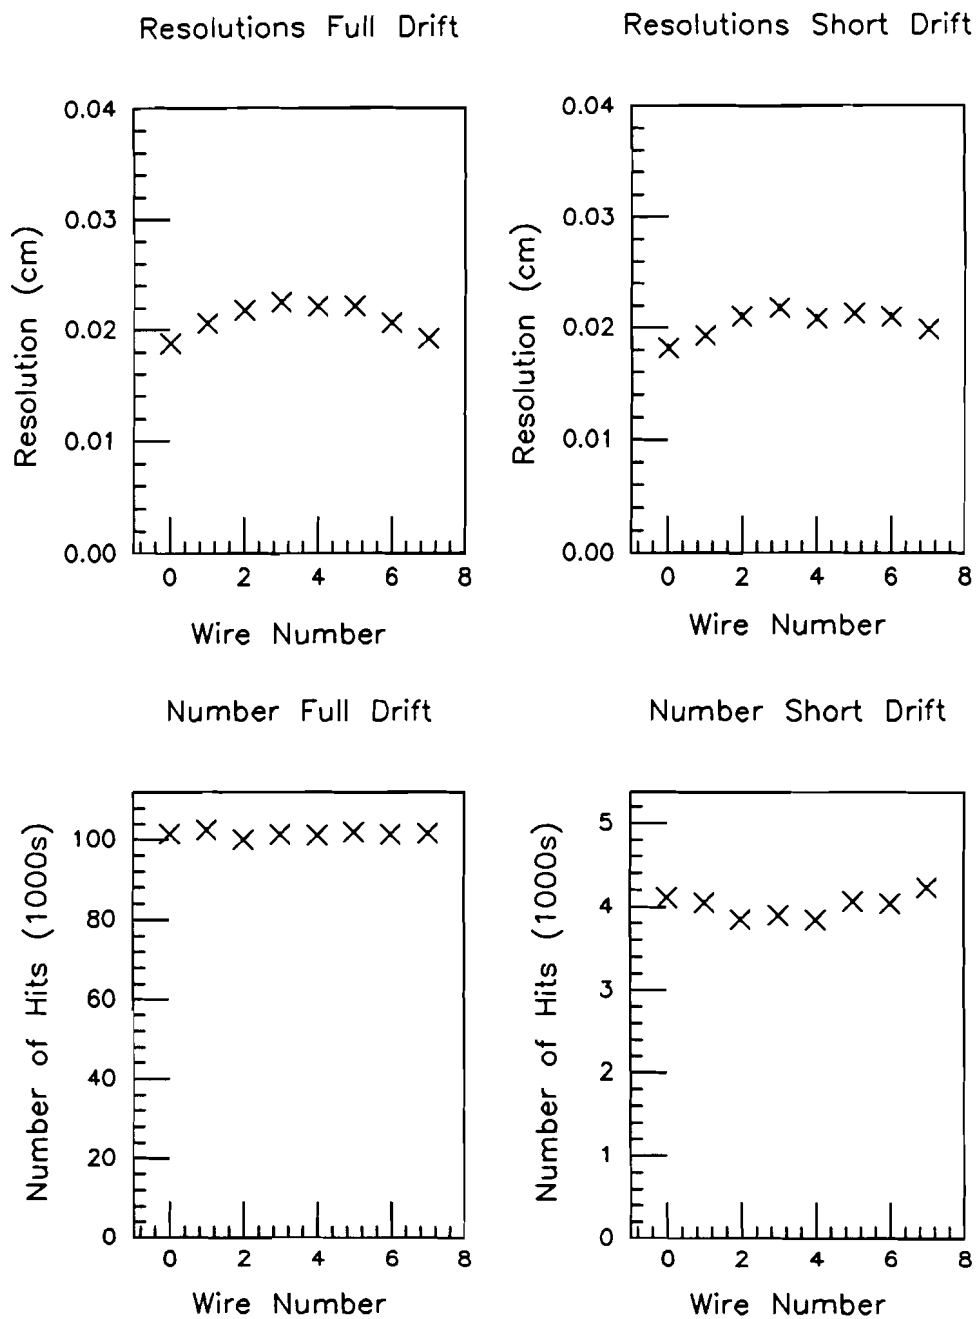 Resolutions Full Drift
0.04
0.03
0.02
0.01
0.00
Resolution (cm)
0 2 4 6 8
Wire Number
Resolutions Short Drift
0.04
0.03
0.02
0.01
0.00
Resolution (cm)
0 2 4 6 8
Wire Number
Number Full Drift
100
80
60
40
20
0
Number of Hits (1000s)
0 2 4 6 8
Wire Number
Number Short Drift
5
4
3
2
1
0
Number of Hits (1000s)
0 2 4 6 8
Wire Number